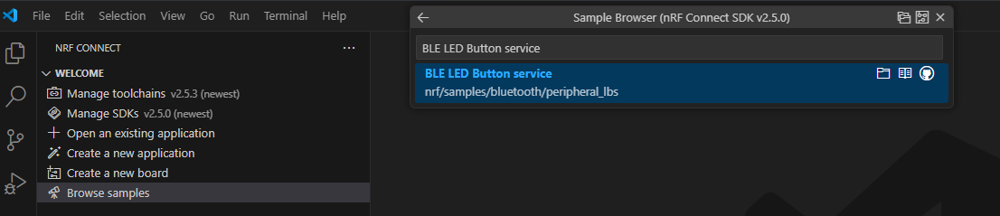 File Edit Selection View Go Run Terminal Help
Sample Browser (nRF Connect SDK v2.5.0)
BLE LED Button service
BLE LED Button service
nrf/samples/bluetooth/peripheral_lbs
NRF CONNECT
WELCOME
Manage toolchains v2.5.3 (newest)
Manage SDKs v2.5.0 (newest)
Open an existing application
Create a new application
Create a new board
Browse samples